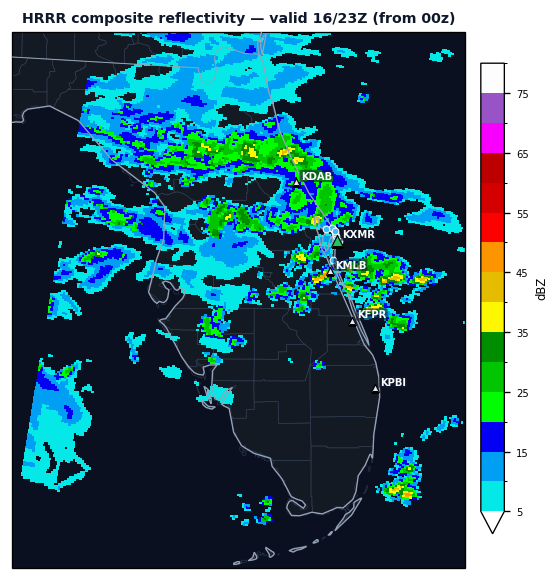 HRRR composite reflectivity — valid 16/23Z (from 00z)
75
65
55
45
35
25
15
5
dBZ
KDAB
KXMR
KMLB
KFPR
KPBI